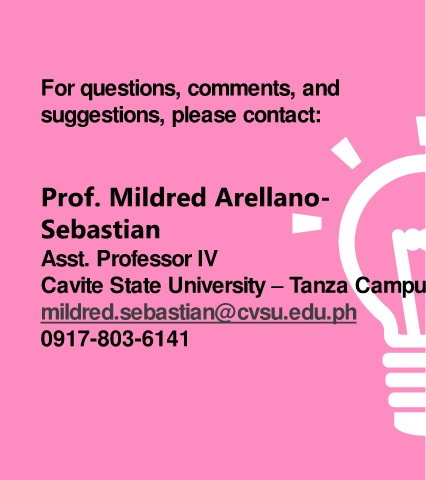 For questions, comments, and
suggestions, please contact:
Prof. Mildred Arellano-
Sebastian
Asst. Professor IV
Cavite State University – Tanza Campu
mildred.sebastian@cvsu.edu.ph
0917-803-6141